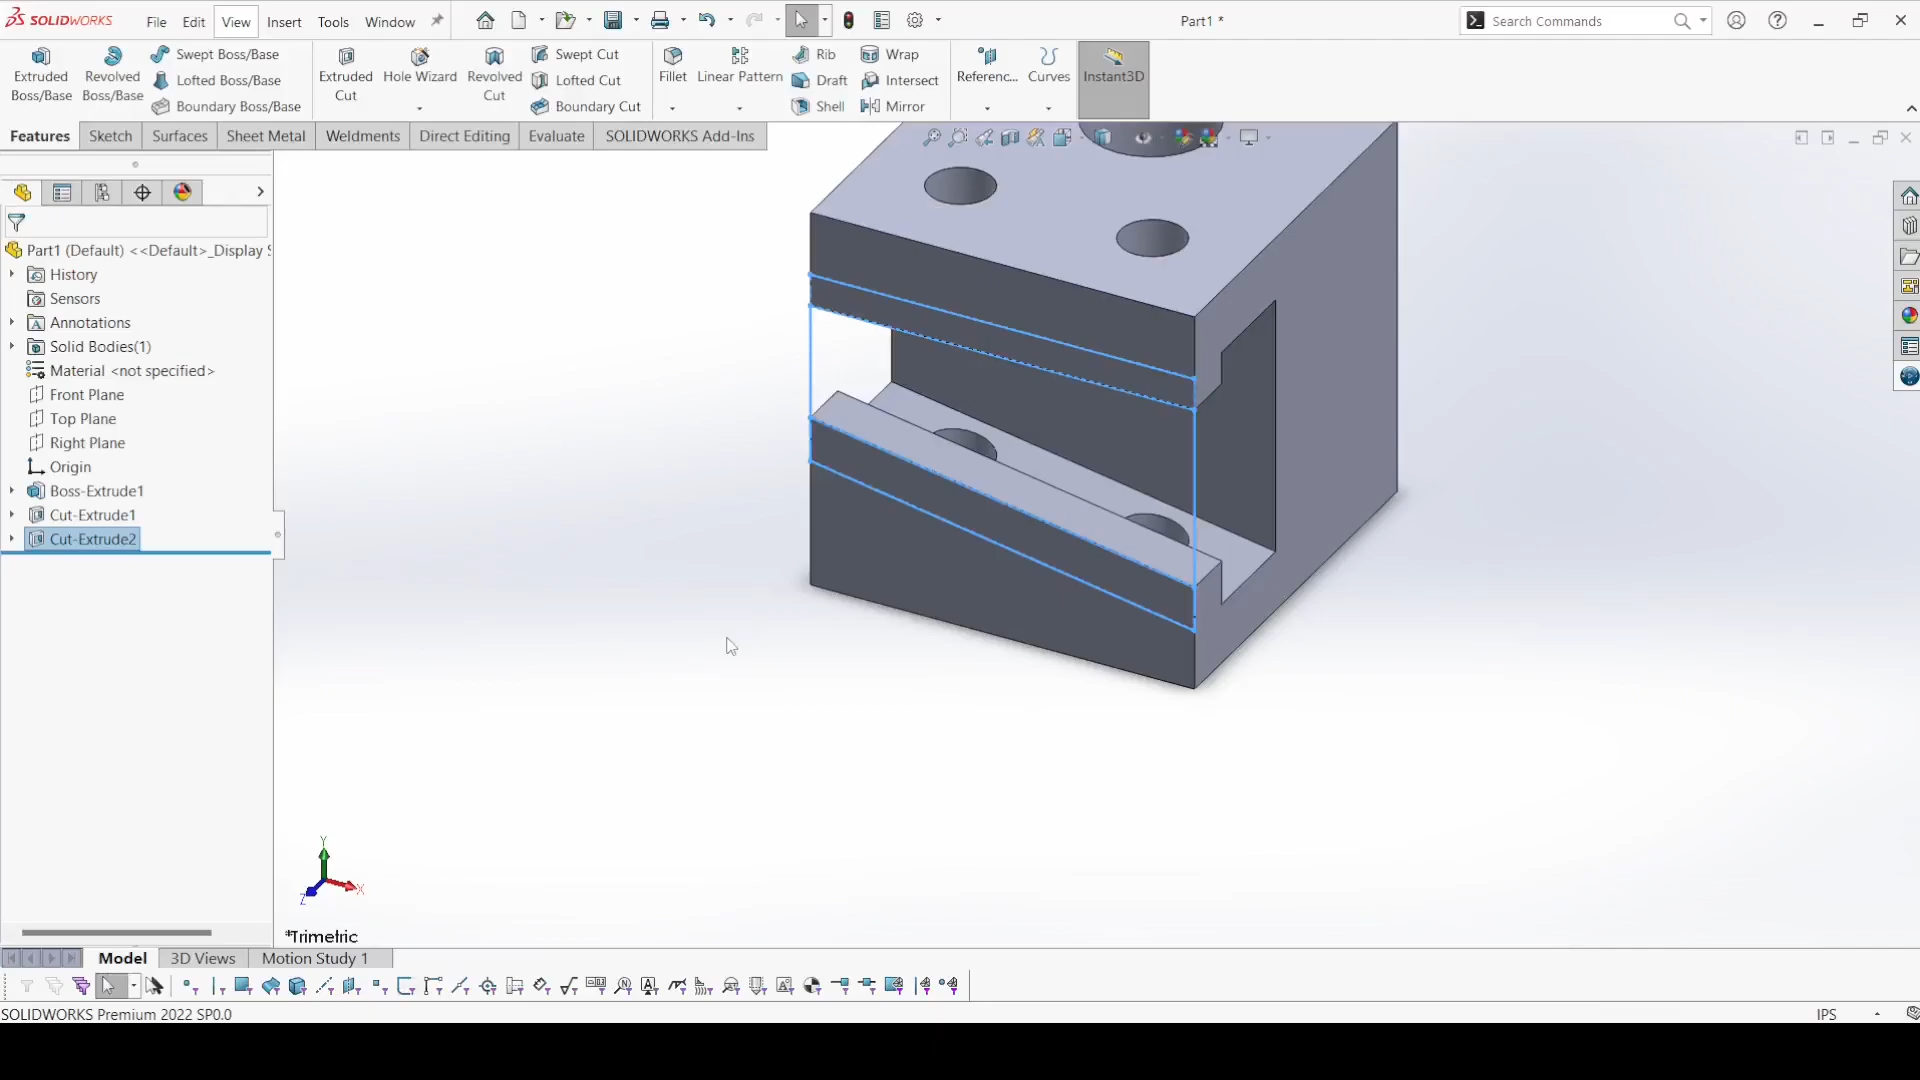 SOLIDWORKS File Edit View Insert Tools Window Part1 * Search Commands
Extruded Boss/Base
Revolved Boss/Base
Swept Boss/Base
Lofted Boss/Base
Boundary Boss/Base
Extruded Cut
Hole Wizard
Revolved Cut
Swept Cut
Lofted Cut
Boundary Cut
Fillet
Linear Pattern
Rib
Draft
Shell
Wrap
Intersect
Mirror
Referenc...
Curves
Instant3D
Features Sketch Surfaces Sheet Metal Weldments Direct Editing Evaluate SOLIDWORKS Add-Ins
Part1 (Default) <<Default>_Display S
History
Sensors
Annotations
Solid Bodies(1)
Material <not specified>
Front Plane
Top Plane
Right Plane
Origin
Boss-Extrude1
Cut-Extrude1
Cut-Extrude2
Y
X
Z
*Trimetric
Model 3D Views Motion Study 1
SOLIDWORKS Premium 2022 SP0.0 IPS